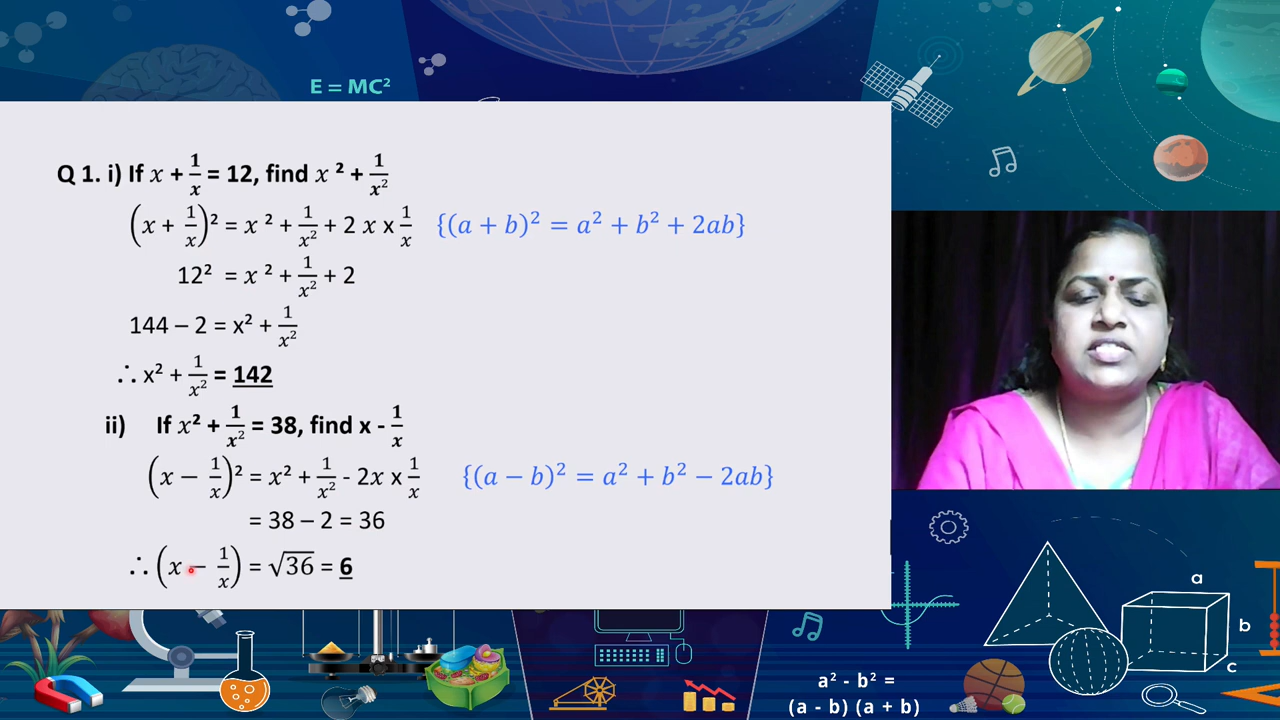 E = MC²
Q 1. i) If x + 1/x = 12, find x ² + 1/x²
(x + 1/x)² = x ² + 1/x² + 2 x x 1/x {(a + b)² = a² + b² + 2ab}
12² = x ² + 1/x² + 2
144 – 2 = x² + 1/x²
∴ x² + 1/x² = 142
ii) If x² + 1/x² = 38, find x - 1/x
(x − 1/x)² = x² + 1/x² - 2x x 1/x {(a − b)² = a² + b² − 2ab}
= 38 – 2 = 36
∴ (x − 1/x) = √36 = 6
a
b
c
a² - b² =
(a - b) (a + b)